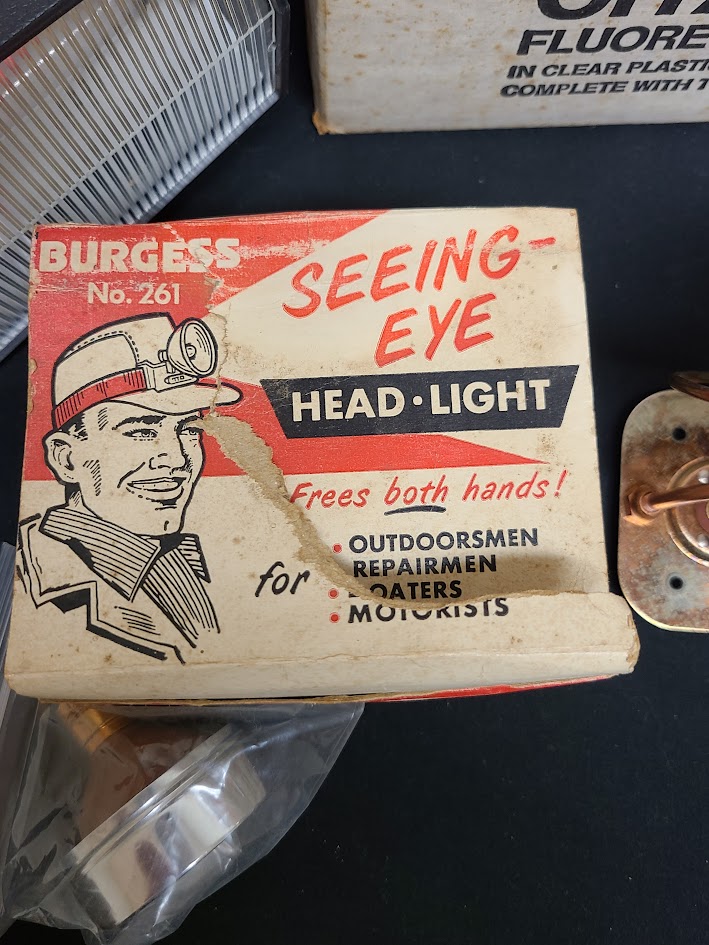 FLUORE
IN CLEAR PLASTI
COMPLETE WITH T
BURGESS
No. 261
SEEING-
EYE
HEAD·LIGHT
Frees both hands!
for
• OUTDOORSMEN
• REPAIRMEN
• BOATERS
• MOTORISTS